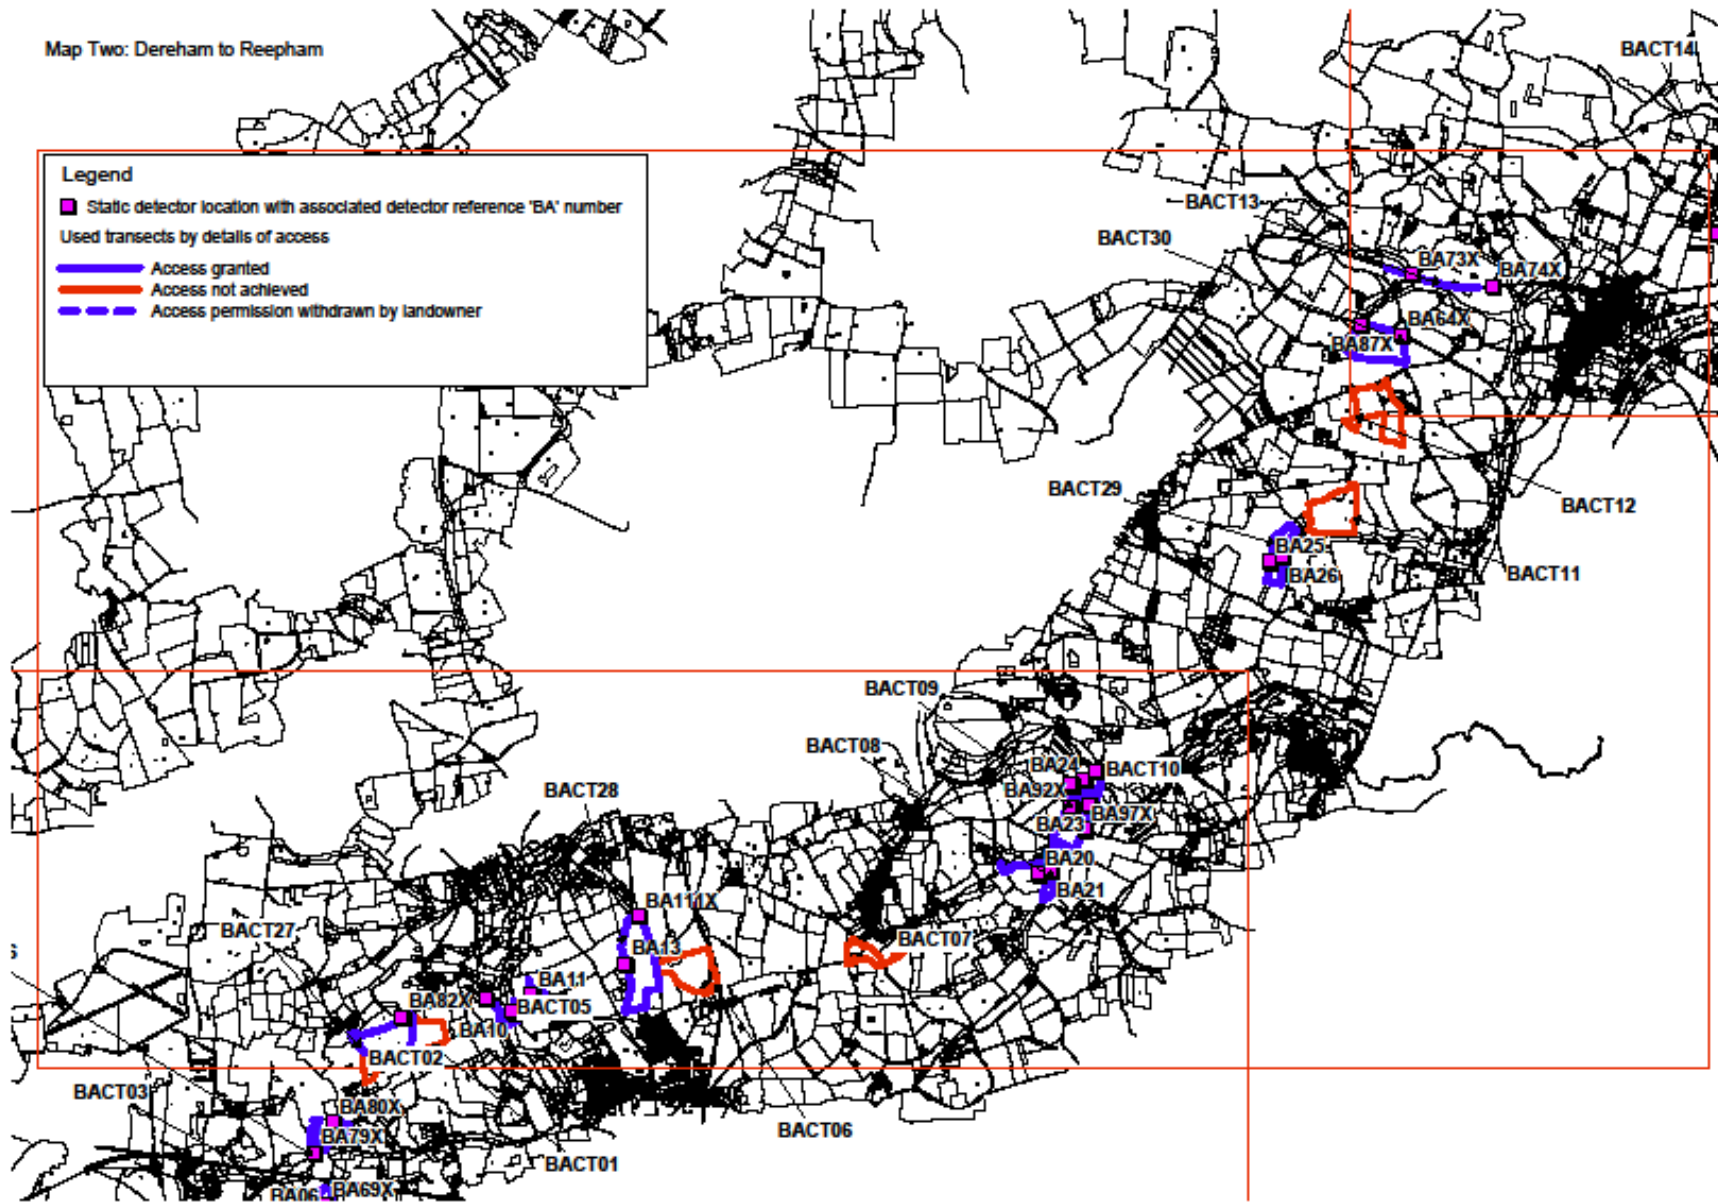 Map Two: Dereham to Reepham
BACT14
Legend
Static detector location with associated detector reference 'BA' number
Used transects by details of access
Access granted
Access not achieved
Access permission withdrawn by landowner
BACT13
BACT30
BA73X
BA74X
BA64X
BA87X
BACT29
BACT12
BA25
BA26
BACT11
BACT09
BACT08
BA24
BACT10
BA92X
BA97X
BA23
BACT28
BA20
BA21
BA111X
BACT27
BA13
BACT07
BA11
BA82X
BACT05
BA10
BACT02
BACT03
BA80X
BA79X
BACT06
BACT01
BA06
BA69X